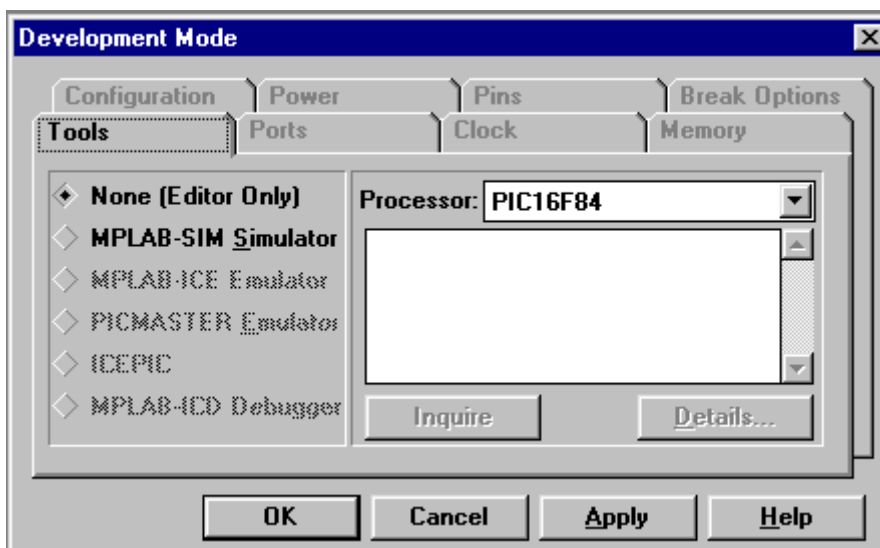 Development Mode
Configuration Power Pins Break Options
Tools Ports Clock Memory
None (Editor Only)
Processor: PIC16F84
MPLAB-SIM Simulator
MPLAB-ICE Emulator
PICMASTER Emulator
ICEPIC
MPLAB-ICD Debugger
Inquire Details...
OK Cancel Apply Help